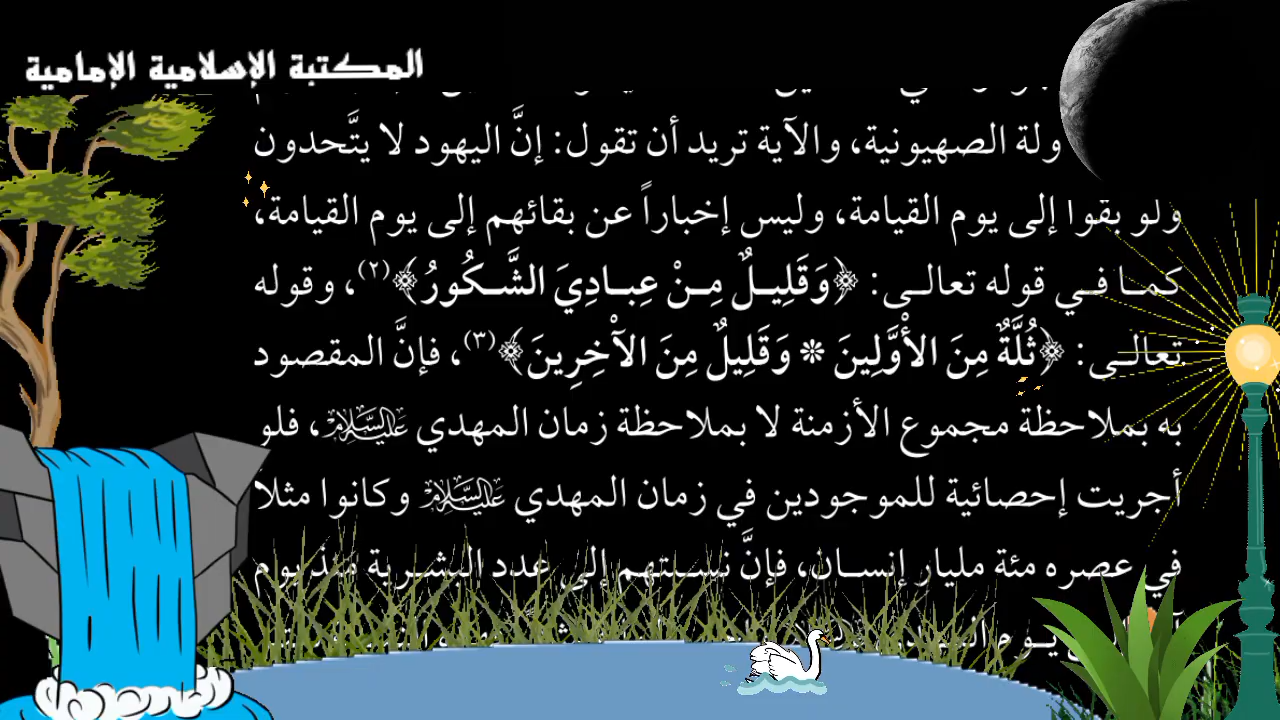 المكتبة الإسلامية الإمامية
ولة الصهيونية، والآية تريد أن تقول: إنَّ اليهود لا يتَّحدون
ولو بقوا إلى يوم القيامة، وليس إخباراً عن بقائهم إلى يوم القيامة،
كما في قوله تعالى: ﴿وَقَلِيلٌ مِنْ عِبادِيَ الشَّكُورُ﴾(٢)، وقوله
تعالى: ﴿ثُلَّةٌ مِنَ الأْوَّلِينَ * وَقَلِيلٌ مِنَ الآْخِرِينَ﴾(٣)، فإنَّ المقصود
به بملاحظة مجموع الأزمنة لا بملاحظة زمان المهدي عليه السلام، فلو
أجريت إحصائية للموجودين في زمان المهدي عليه السلام وكانوا مثلاً
في عصره مئة مليار إنسان، فإنَّ نسبتهم إلى عدد البشرية منذ يوم